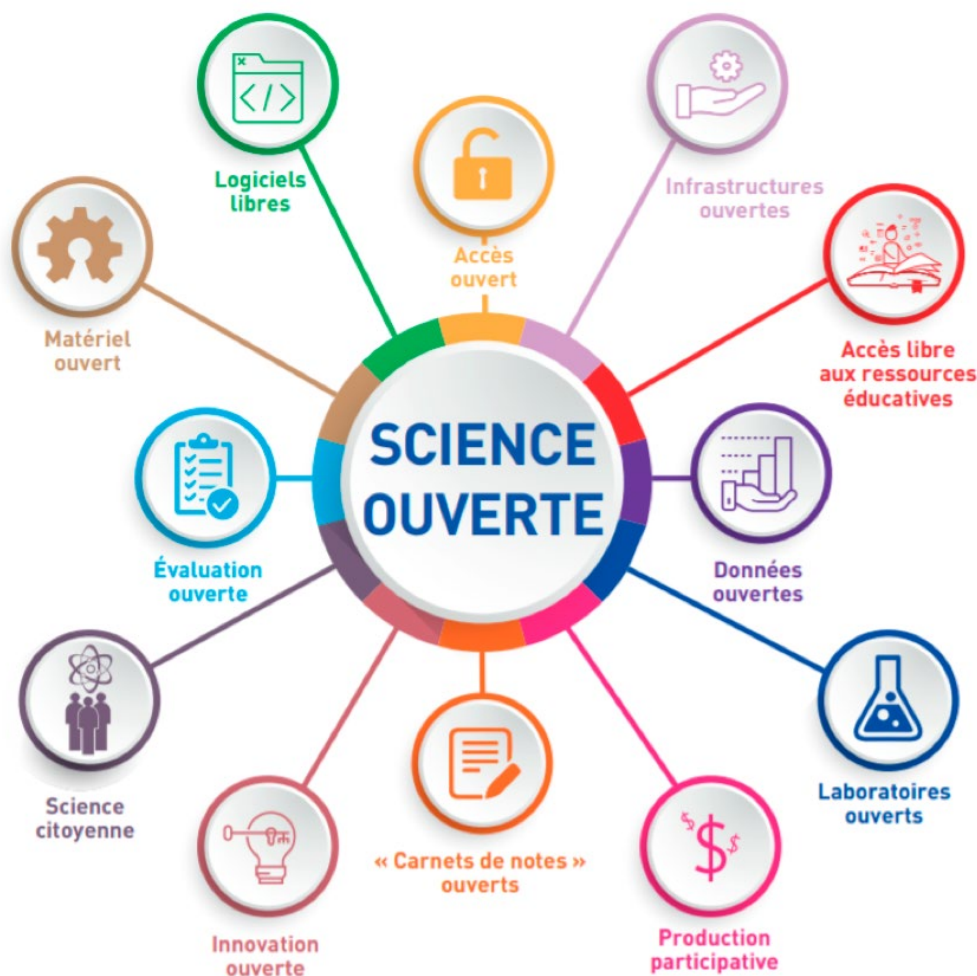 Logiciels
libres
Accès
ouvert
Infrastructures
ouvertes
Matériel
ouvert
Accès libre
aux ressources
éducatives
SCIENCE
OUVERTE
Évaluation
ouverte
Données
ouvertes
Science
citoyenne
Laboratoires
ouverts
« Carnets de notes »
ouverts
Innovation
ouverte
Production
participative